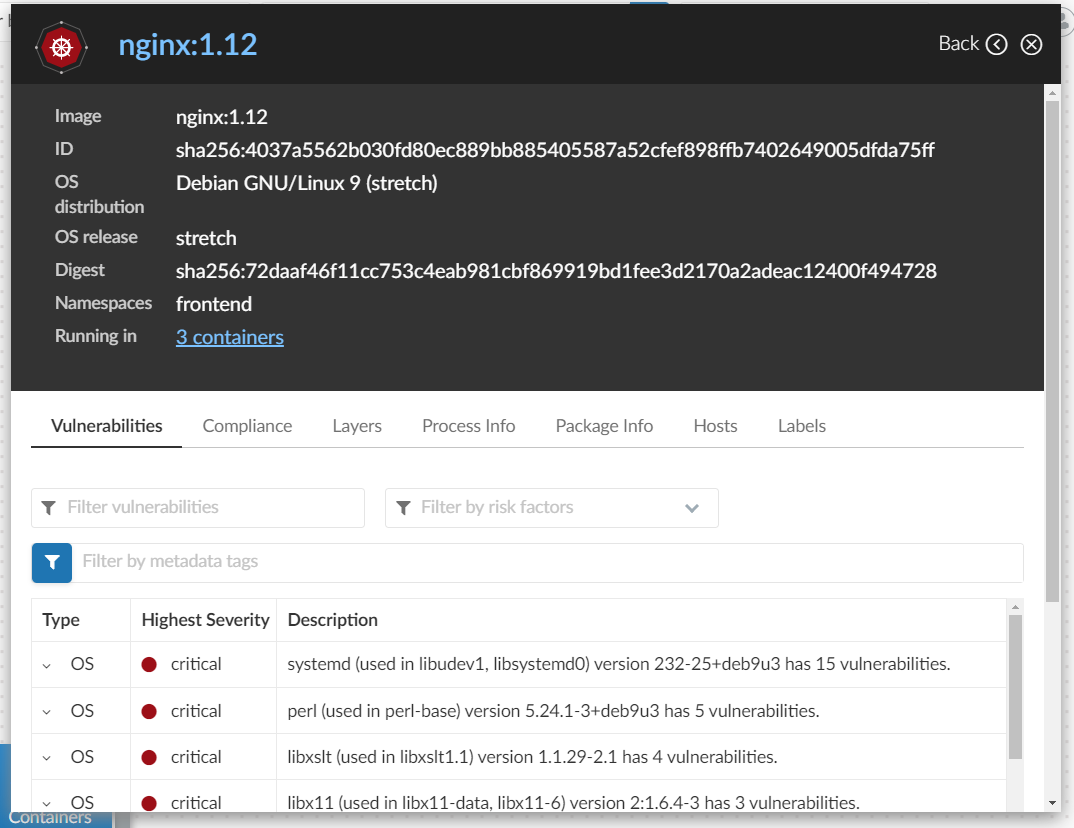 nginx:1.12
Back
Image nginx:1.12
ID sha256:4037a5562b030fd80ec889bb885405587a52cfef898ffb7402649005dfda75ff
OS distribution Debian GNU/Linux 9 (stretch)
OS release stretch
Digest sha256:72daaf46f11cc753c4eab981cbf869919bd1fee3d2170a2adeac12400f494728
Namespaces frontend
Running in 3 containers
Vulnerabilities Compliance Layers Process Info Package Info Hosts Labels
Filter vulnerabilities Filter by risk factors
Filter by metadata tags
Type Highest Severity Description
OS critical systemd (used in libudev1, libsystemd0) version 232-25+deb9u3 has 15 vulnerabilities.
OS critical perl (used in perl-base) version 5.24.1-3+deb9u3 has 5 vulnerabilities.
OS critical libxslt (used in libxslt1.1) version 1.1.29-2.1 has 4 vulnerabilities.
OS critical libx11 (used in libx11-data, libx11-6) version 2:1.6.4-3 has 3 vulnerabilities.
Containers